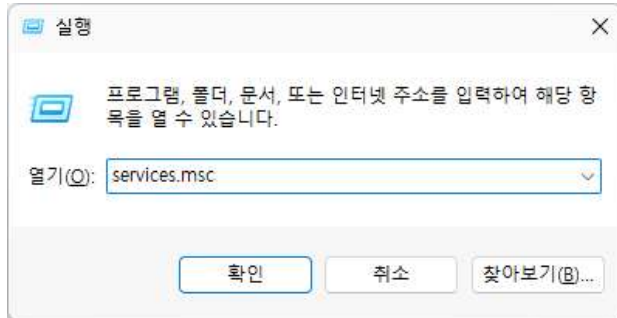 실행
프로그램, 폴더, 문서, 또는 인터넷 주소를 입력하여 해당 항
목을 열 수 있습니다.
열기(O): services.msc
확인 취소 찾아보기(B)...